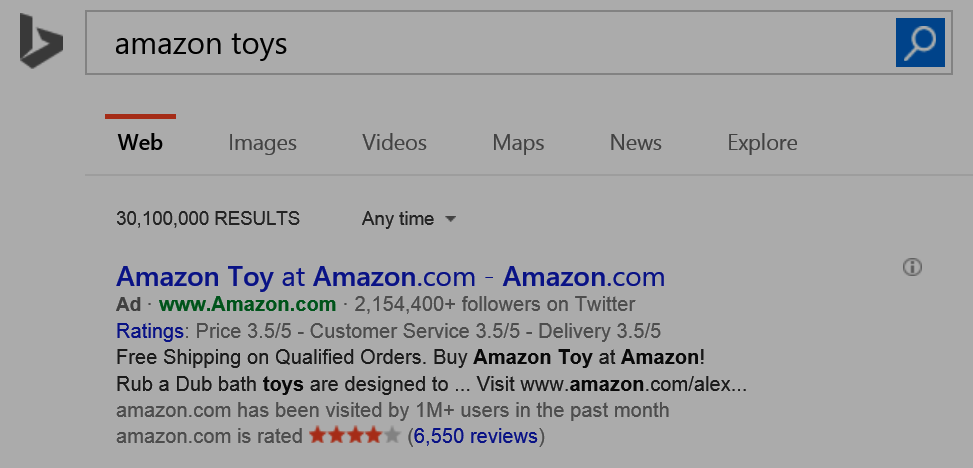 amazon toys
Web Images Videos Maps News Explore
30,100,000 RESULTS Any time
Amazon Toy at Amazon.com - Amazon.com
Ad · www.Amazon.com · 2,154,400+ followers on Twitter
Ratings: Price 3.5/5 - Customer Service 3.5/5 - Delivery 3.5/5
Free Shipping on Qualified Orders. Buy Amazon Toy at Amazon!
Rub a Dub bath toys are designed to ... Visit www.amazon.com/alex...
amazon.com has been visited by 1M+ users in the past month
amazon.com is rated ★★★★★ (6,550 reviews)